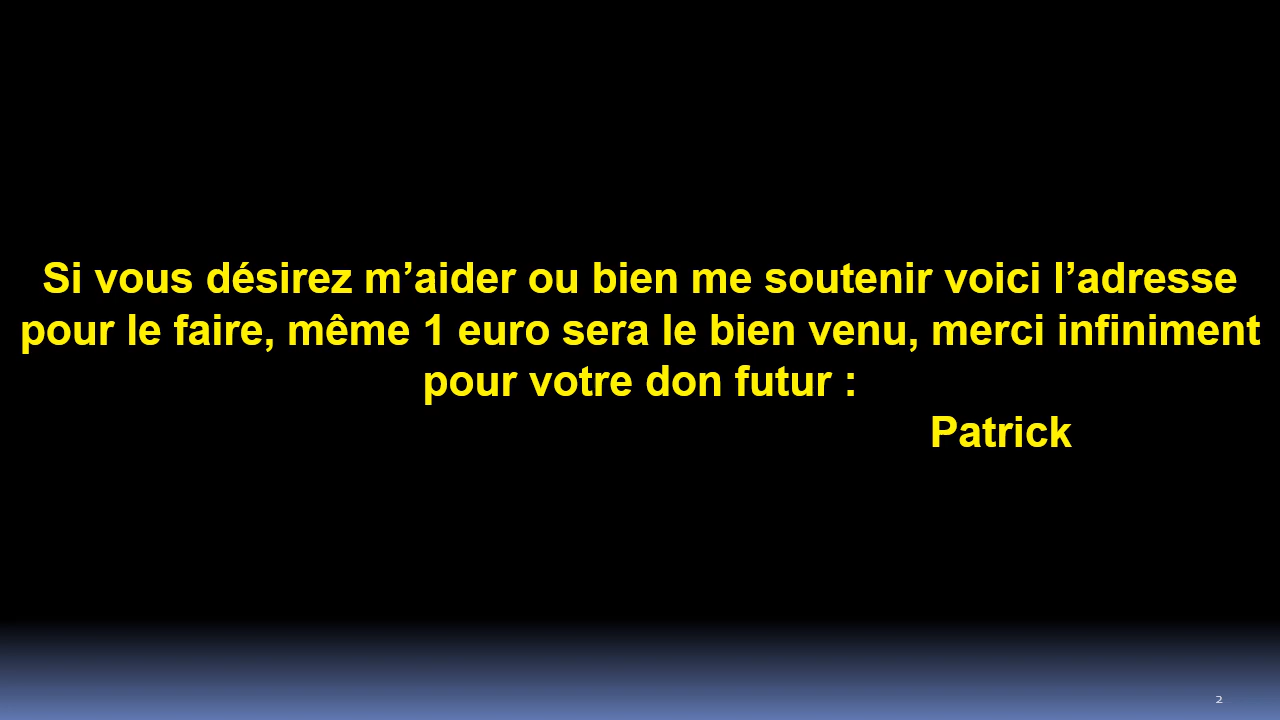 Si vous désirez m’aider ou bien me soutenir voici l’adresse
pour le faire, même 1 euro sera le bien venu, merci infiniment
pour votre don futur :
Patrick
2